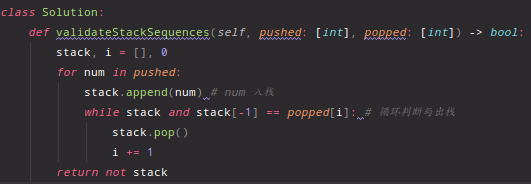 class Solution:
    def validateStackSequences(self, pushed: [int], popped: [int]) -> bool:
        stack, i = [], 0
        for num in pushed:
            stack.append(num) # num 入栈
            while stack and stack[-1] == popped[i]: # 循环判断与出栈
                stack.pop()
                i += 1
        return not stack